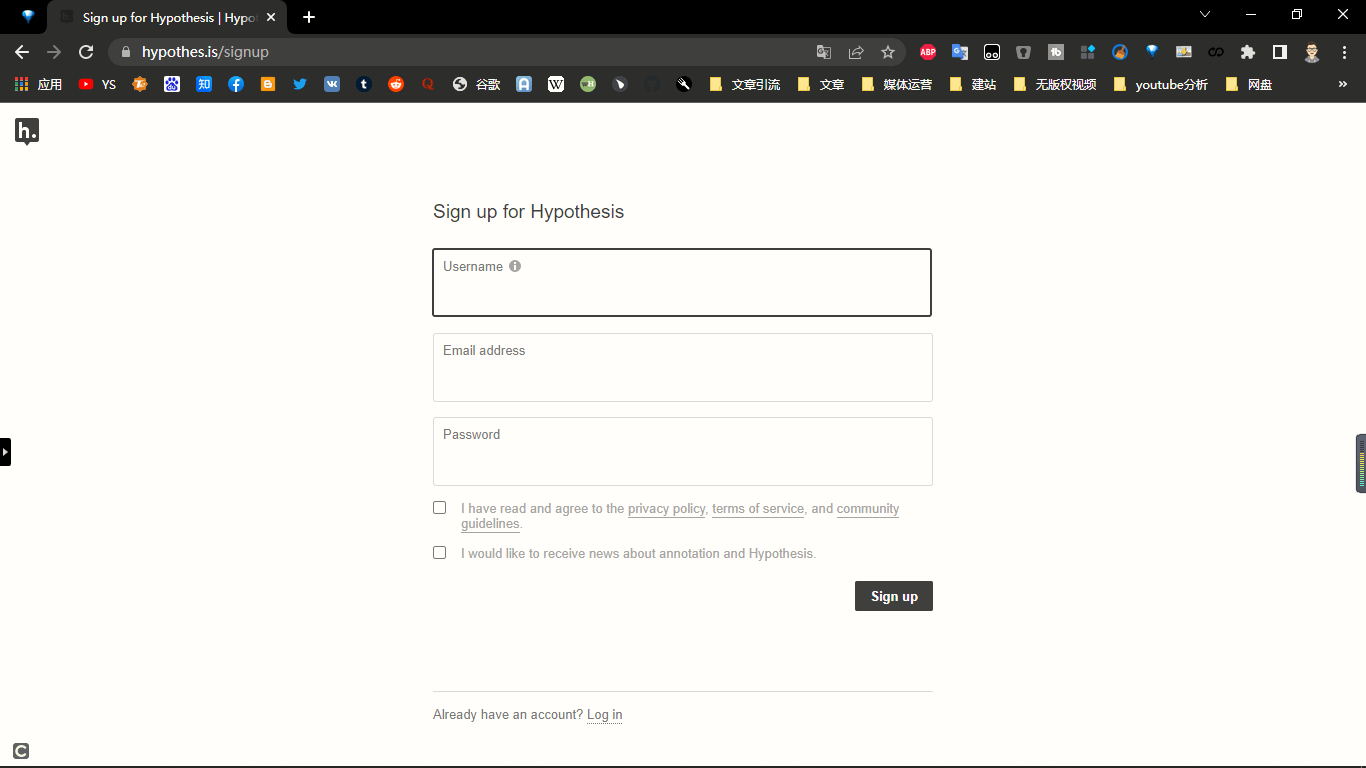 Sign up for Hypothesis | Hypot
hypothes.is/signup
ABP
应用
YS
知
谷歌
文章引流
文章
媒体运营
建站
无版权视频
youtube分析
网盘
»
h.
Sign up for Hypothesis
Username
Email address
Password
I have read and agree to the privacy policy, terms of service, and community
guidelines.
I would like to receive news about annotation and Hypothesis.
Sign up
Already have an account? Log in